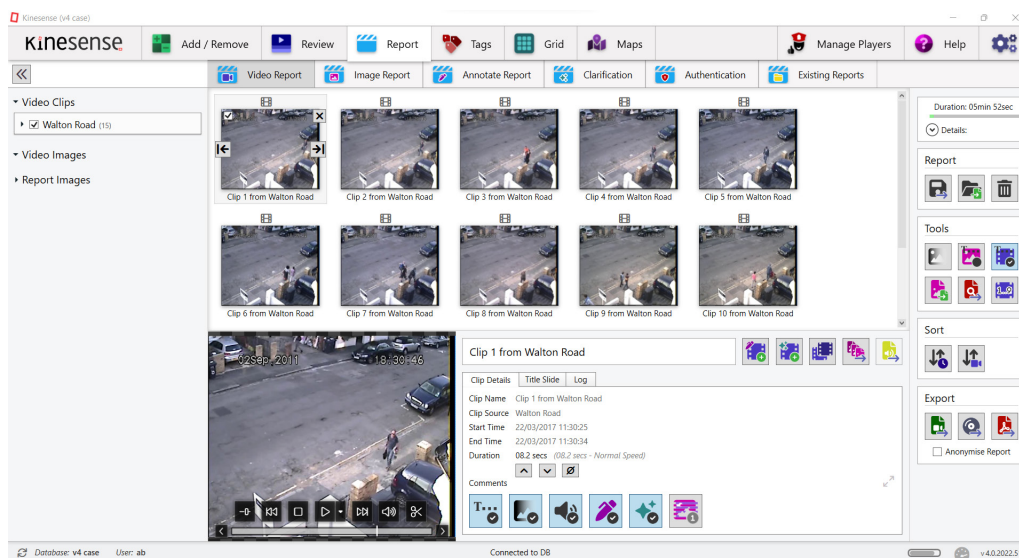 Kinesense (v4 case)
Kinesense
Add / Remove
Review
Report
Tags
Grid
Maps
Manage Players
Help
Video Report
Image Report
Annotate Report
Clarification
Authentication
Existing Reports
Video Clips
Walton Road (15)
Video Images
Report Images
Clip 1 from Walton Road
Clip 2 from Walton Road
Clip 3 from Walton Road
Clip 4 from Walton Road
Clip 5 from Walton Road
Clip 6 from Walton Road
Clip 7 from Walton Road
Clip 8 from Walton Road
Clip 9 from Walton Road
Clip 10 from Walton Road
Duration: 05min 52sec
Details:
Report
Tools
Sort
Export
Anonymise Report
02Sep 2011 18:30:46
Clip 1 from Walton Road
Clip Details
Title Slide
Log
Clip Name Clip 1 from Walton Road
Clip Source Walton Road
Start Time 22/03/2017 11:30:25
End Time 22/03/2017 11:30:34
Duration 08.2 secs (08.2 secs - Normal Speed)
Comments
T...
Database: v4 case User: ab
Connected to DB
v 4.0.2022.5